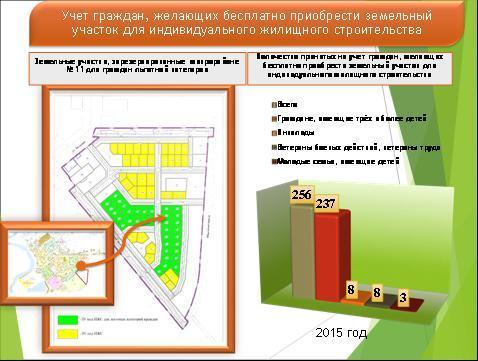 Учет граждан, желающих бесплатно приобрести земельный
участок для индивидуального жилищного строительства
Земельные участки, зарезервированные микрорайоне
№ 11 для граждан льготной категории
Количество принятых на учет граждан, желающих
бесплатно приобрести земельный участок для
индивидуального жилищного строительства
Всего
Граждане, имеющие трёх и более детей
Инвалиды
Ветераны боевых действий, ветераны труда
Молодые семьи, имеющие детей
256
237
8
8
3
2015 год